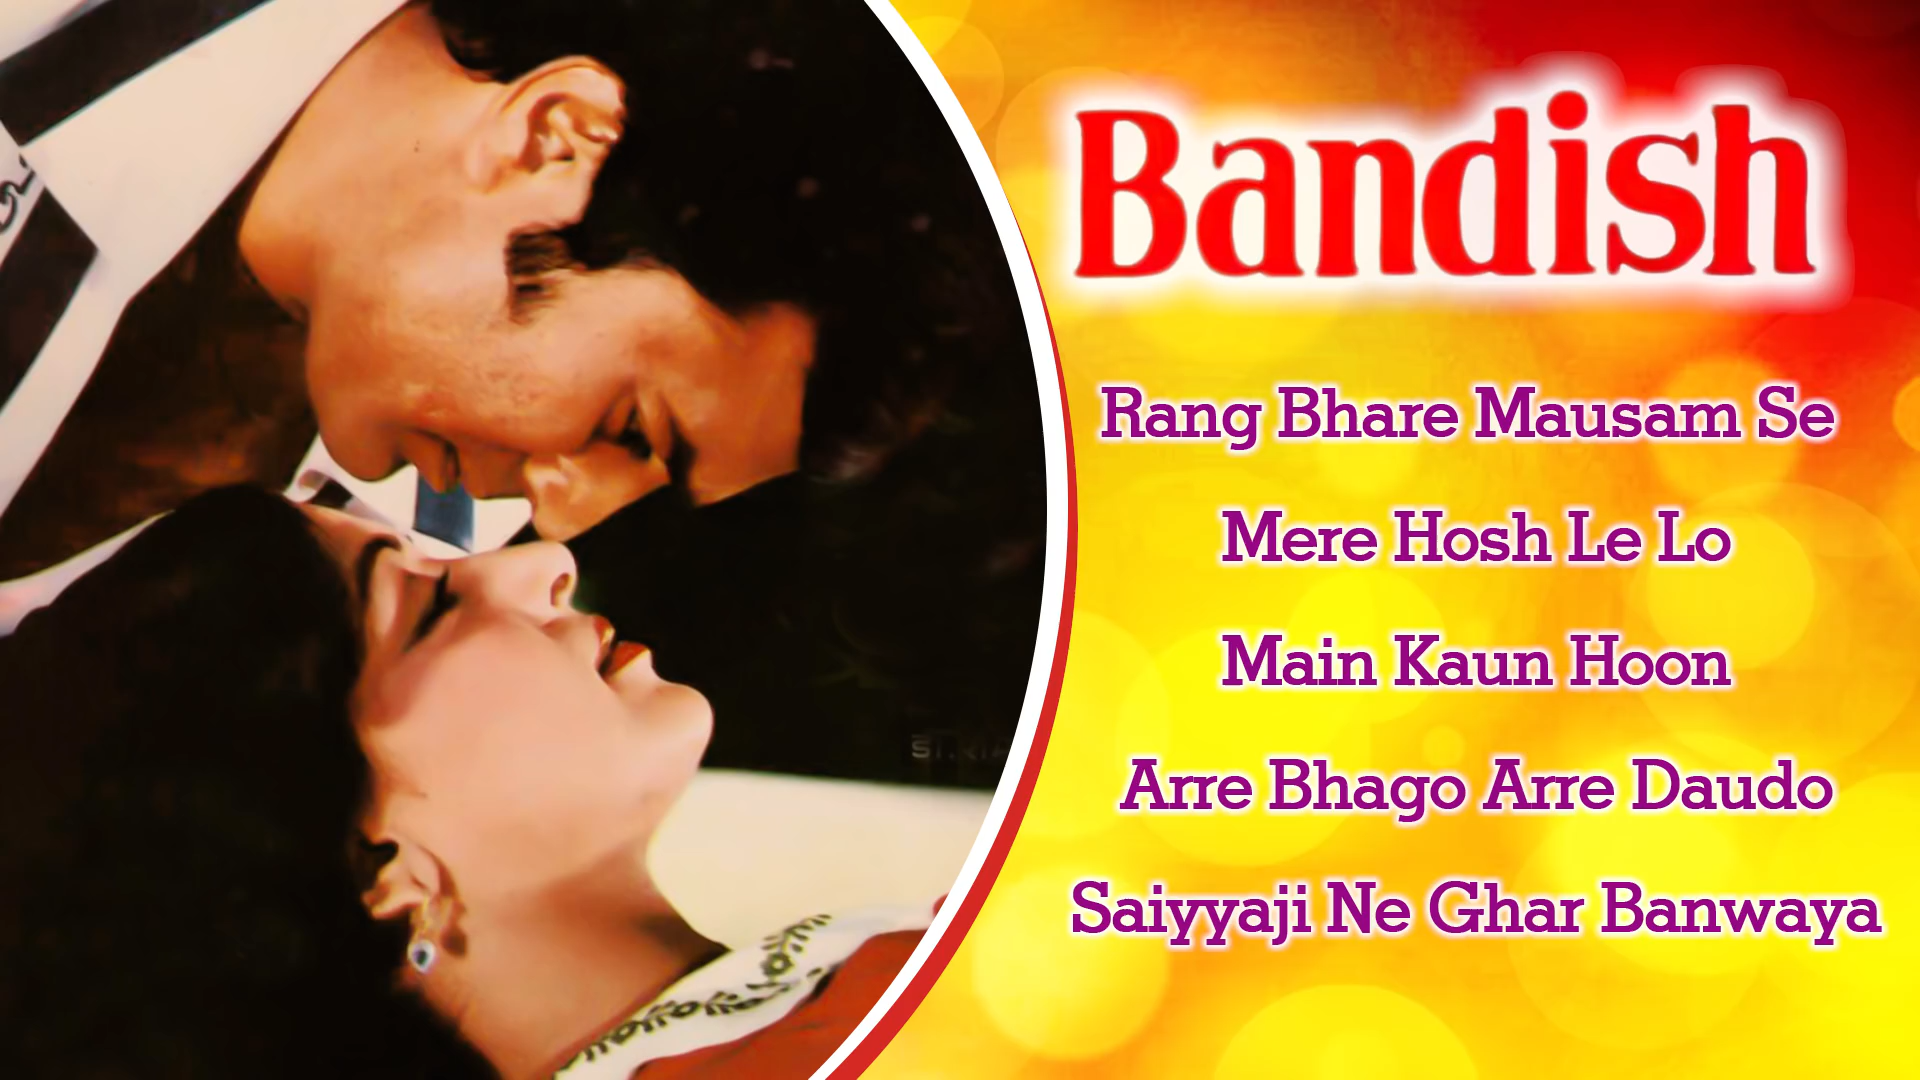 Bandish
Rang Bhare Mausam Se
Mere Hosh Le Lo
Main Kaun Hoon
Arre Bhago Arre Daudo
Saiyyaji Ne Ghar Banwaya